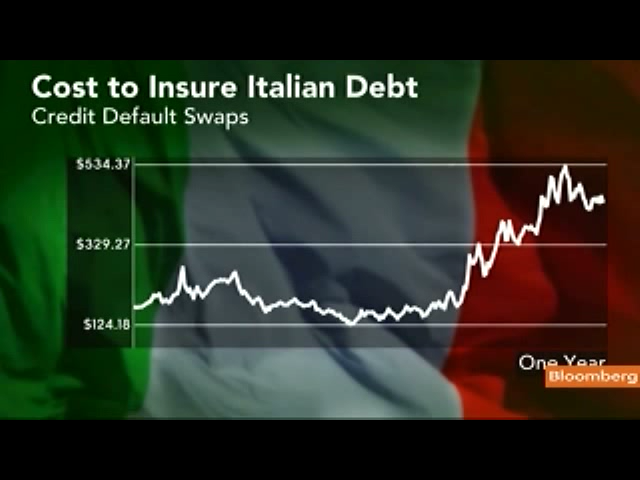 Cost to Insure Italian Debt
Credit Default Swaps
$534.37
$329.27
$124.18
One Year
Bloomberg